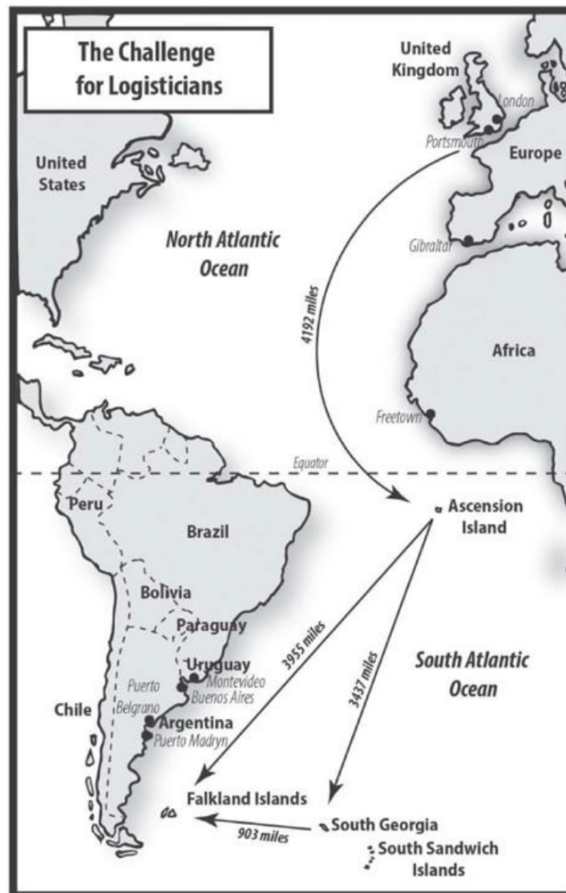 The Challenge
for Logisticians
United
Kingdom
London
Portsmouth
Europe
United
States
North Atlantic
Ocean
Gibraltar
4192 miles
Africa
Freetown
Equator
Ascension
Island
Peru
Brazil
Bolivia
Paraguay
3955 miles
3437 miles
South Atlantic
Ocean
Uruguay
Montevideo
Puerto
Belgrano
Buenos Aires
Chile
Argentina
Puerto Madryn
Falkland Islands
903 miles
South Georgia
South Sandwich
Islands